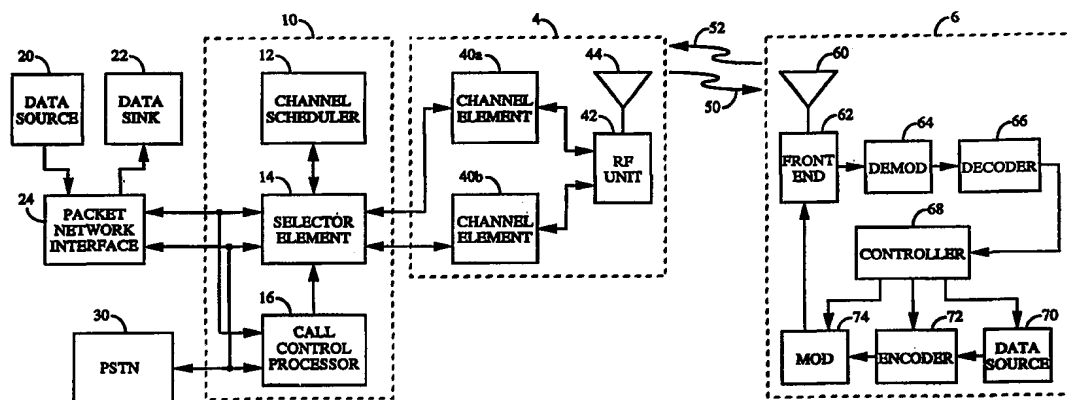 10
4
52
6
20
22
12
40a
44
60
DATA
SOURCE
DATA
SINK
CHANNEL
SCHEDULER
CHANNEL
ELEMENT
50
42
62
64
66
RF
UNIT
FRONT
END
DEMOD
DECODER
24
14
40b
PACKET
NETWORK
INTERFACE
SELECTOR
ELEMENT
CHANNEL
ELEMENT
68
CONTROLLER
30
16
74
72
70
PSTN
CALL
CONTROL
PROCESSOR
MOD
ENCODER
DATA
SOURCE